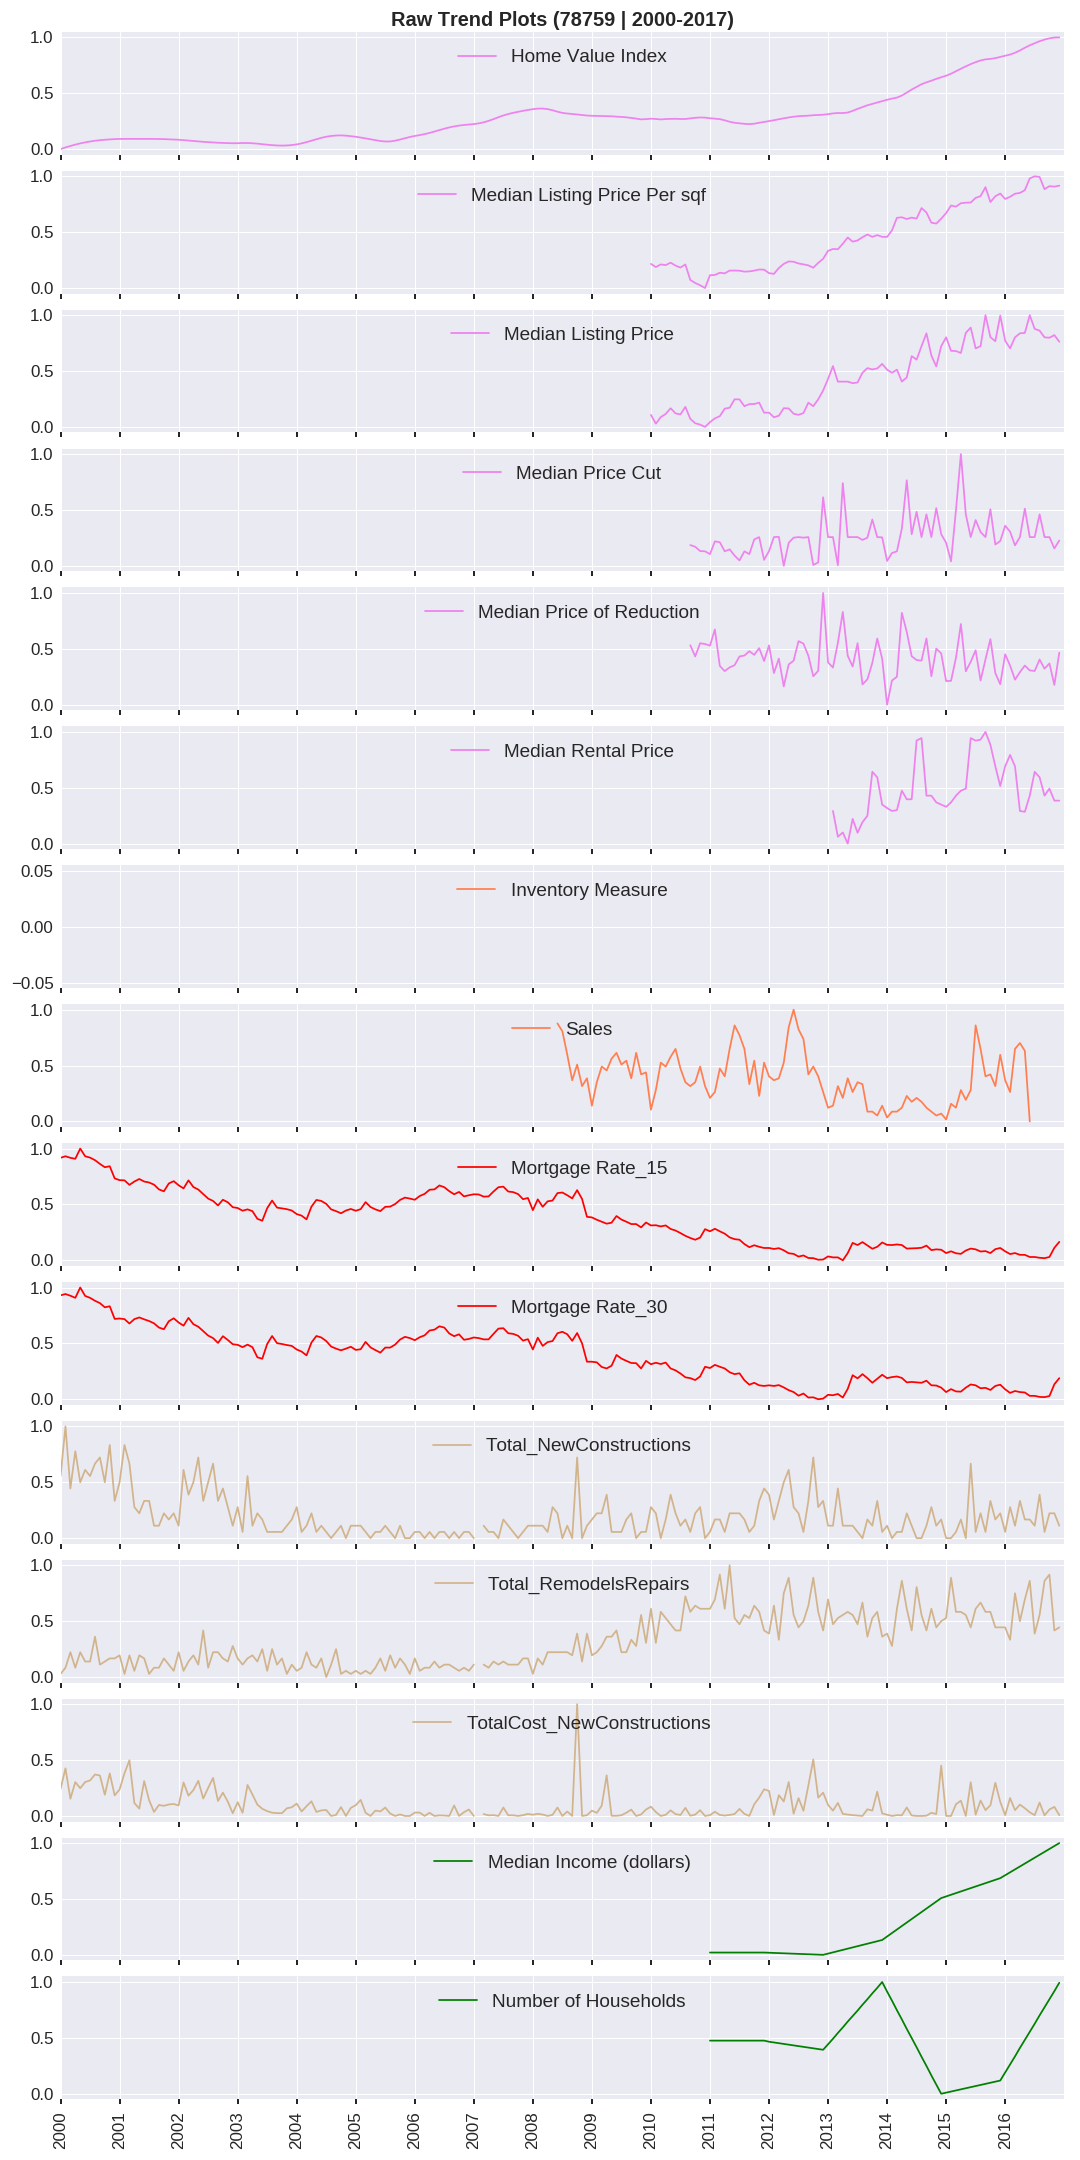 Raw Trend Plots (78759 | 2000-2017)
1.0
Home Value Index
0.5
0.0
1.0
Median Listing Price Per sqf
0.5
0.0
1.0
Median Listing Price
0.5
0.0
1.0
Median Price Cut
0.5
0.0
1.0
Median Price of Reduction
0.5
0.0
1.0
Median Rental Price
0.5
0.0
0.05
Inventory Measure
0.00
−0.05
1.0
Sales
0.5
0.0
1.0
Mortgage Rate_15
0.5
0.0
1.0
Mortgage Rate_30
0.5
0.0
1.0
Total_NewConstructions
0.5
0.0
1.0
Total_RemodelsRepairs
0.5
0.0
1.0
TotalCost_NewConstructions
0.5
0.0
1.0
Median Income (dollars)
0.5
0.0
1.0
Number of Households
0.5
0.0
2000 2001 2002 2003 2004 2005 2006 2007 2008 2009 2010 2011 2012 2013 2014 2015 2016